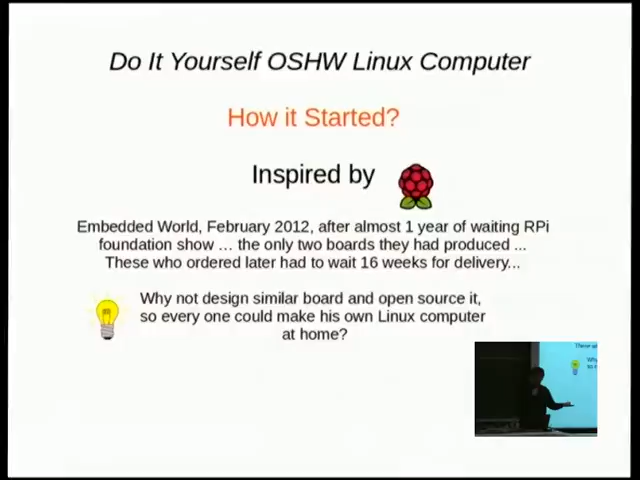 Do It Yourself OSHW Linux Computer
How it Started?
Inspired by
Embedded World, February 2012, after almost 1 year of waiting RPi
foundation show … the only two boards they had produced ...
These who ordered later had to wait 16 weeks for delivery...
Why not design similar board and open source it,
so every one could make his own Linux computer
at home?
These w
Why